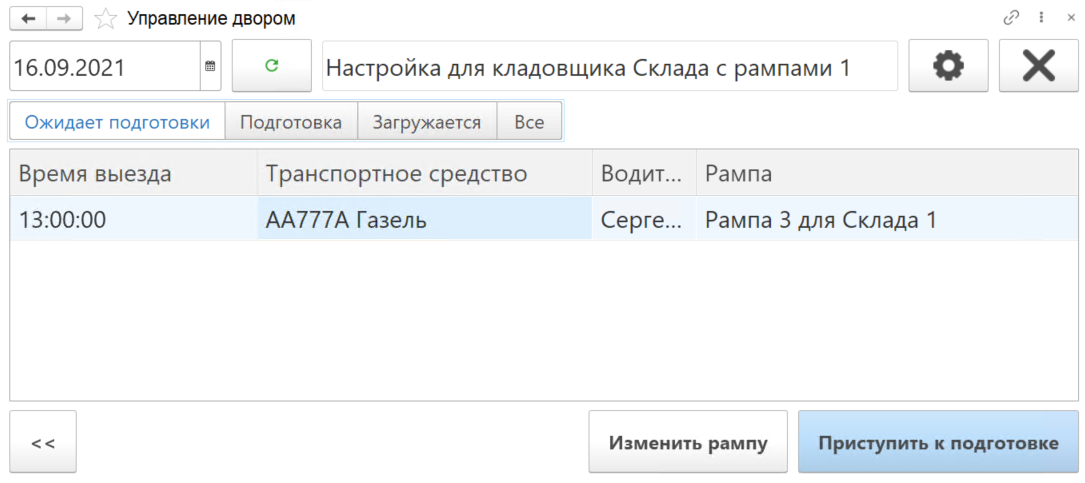 Управление двором
16.09.2021
Настройка для кладовщика Склада с рампами 1
Ожидает подготовки Подготовка Загружается Все
Время выезда Транспортное средство Водит... Рампа
13:00:00 АА777А Газель Серге... Рампа 3 для Склада 1
<< Изменить рампу Приступить к подготовке